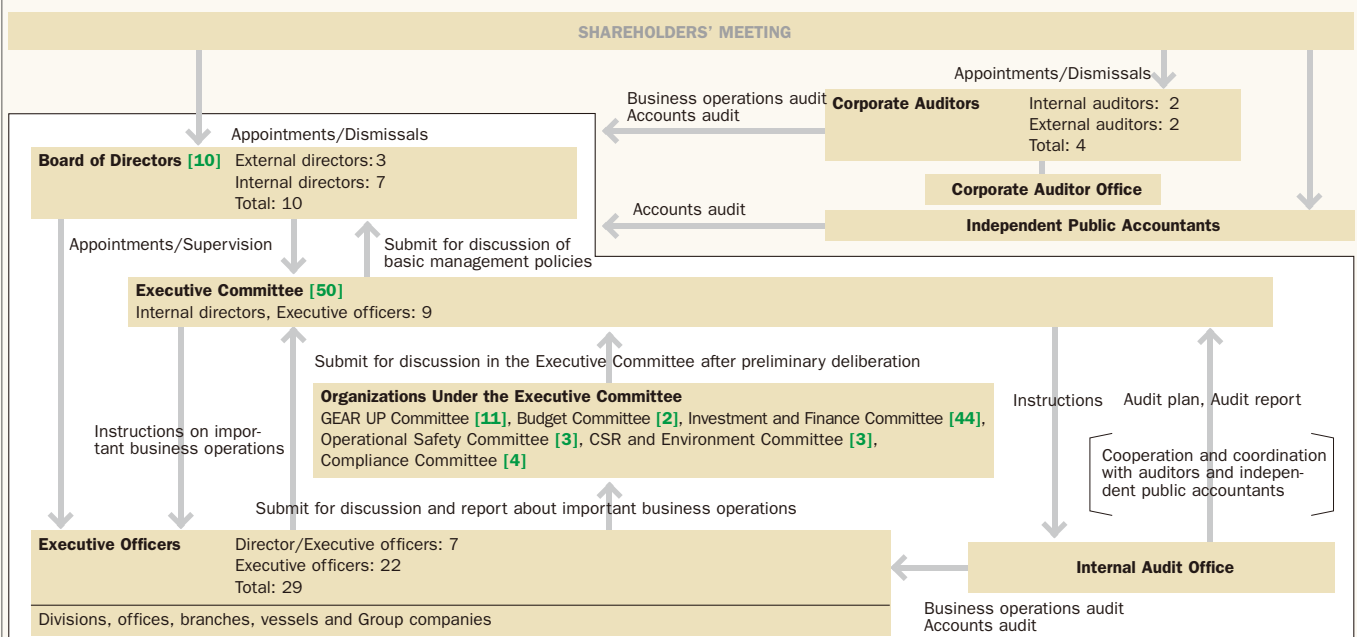 SHAREHOLDERS' MEETING
Appointments/Dismissals
Business operations audit
Accounts audit
Corporate Auditors
Internal auditors: 2
External auditors: 2
Total: 4
Appointments/Dismissals
Board of Directors [10]
External directors: 3
Internal directors: 7
Total: 10
Corporate Auditor Office
Accounts audit
Independent Public Accountants
Appointments/Supervision
Submit for discussion of
basic management policies
Executive Committee [50]
Internal directors, Executive officers: 9
Submit for discussion in the Executive Committee after preliminary deliberation
Organizations Under the Executive Committee
GEAR UP Committee [11], Budget Committee [2], Investment and Finance Committee [44],
Operational Safety Committee [3], CSR and Environment Committee [3],
Compliance Committee [4]
Instructions
Audit plan, Audit report
Instructions on impor-
tant business operations
Cooperation and coordination
with auditors and indepen-
dent public accountants
Submit for discussion and report about important business operations
Executive Officers
Director/Executive officers: 7
Executive officers: 22
Total: 29
Internal Audit Office
Business operations audit
Accounts audit
Divisions, offices, branches, vessels and Group companies